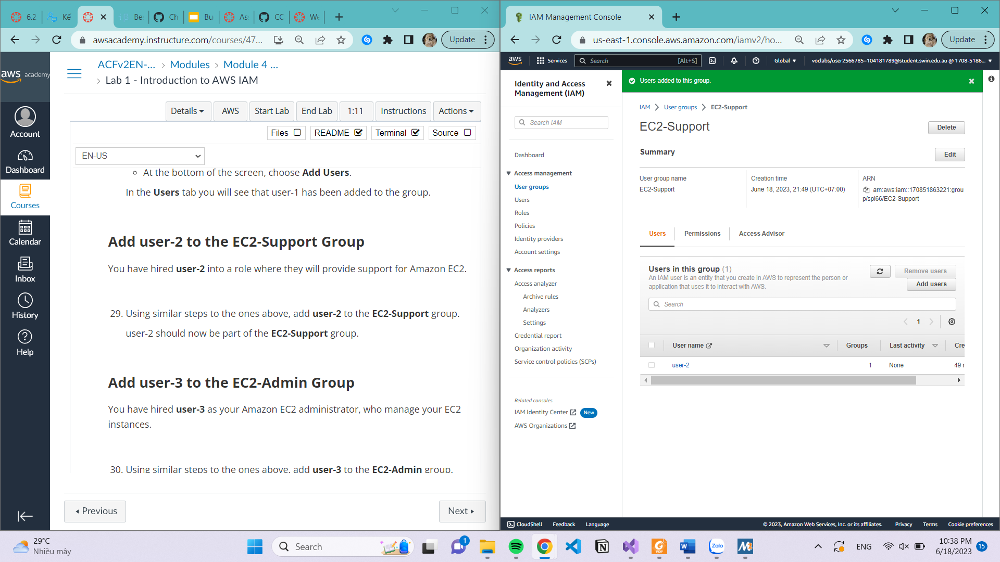 6.2
Kế
Be
Ch
Bu
As
CC
We
awsacademy.instructure.com/courses/47...
Update
aws academy
Account
Dashboard
Courses
Calendar
Inbox
History
Help
ACFv2EN-... > Modules > Module 4 ...
> Lab 1 - Introduction to AWS IAM
Details AWS Start Lab End Lab 1:11 Instructions Actions
Files README Terminal Source
EN-US
At the bottom of the screen, choose Add Users.
In the Users tab you will see that user-1 has been added to the group.
Add user-2 to the EC2-Support Group
You have hired user-2 into a role where they will provide support for Amazon EC2.
29. Using similar steps to the ones above, add user-2 to the EC2-Support group.
user-2 should now be part of the EC2-Support group.
Add user-3 to the EC2-Admin Group
You have hired user-3 as your Amazon EC2 administrator, who manage your EC2
instances.
30. Using similar steps to the ones above, add user-3 to the EC2-Admin group.
Previous
Next
IAM Management Console
us-east-1.console.aws.amazon.com/iamv2/ho...
Update
aws Services Search [Alt+S] Global voclabs/user2566785=104181789@student.swin.edu.au @ 1708-5186...
Identity and Access
Management (IAM)
Search IAM
Dashboard
Access management
User groups
Users
Roles
Policies
Identity providers
Account settings
Access reports
Access analyzer
Archive rules
Analyzers
Settings
Credential report
Organization activity
Service control policies (SCPs)
Related consoles
IAM Identity Center New
AWS Organizations
Users added to this group.
IAM > User groups > EC2-Support
EC2-Support
Delete
Summary
Edit
User group name
EC2-Support
Creation time
June 18, 2023, 21:49 (UTC+07:00)
ARN
arn:aws:iam::170851863221:grou
p/spl66/EC2-Support
Users Permissions Access Advisor
Users in this group (1)
An IAM user is an entity that you create in AWS to represent the person or
application that uses it to interact with AWS.
Remove users
Add users
Search
1
User name Groups Last activity Cre
user-2 1 None 49 r
CloudShell Feedback Language © 2023, Amazon Web Services, Inc. or its affiliates. Privacy Terms Cookie preferences
29°C
Nhiều mây
Search
1
Zalo
ENG
10:38 PM
6/18/2023
15